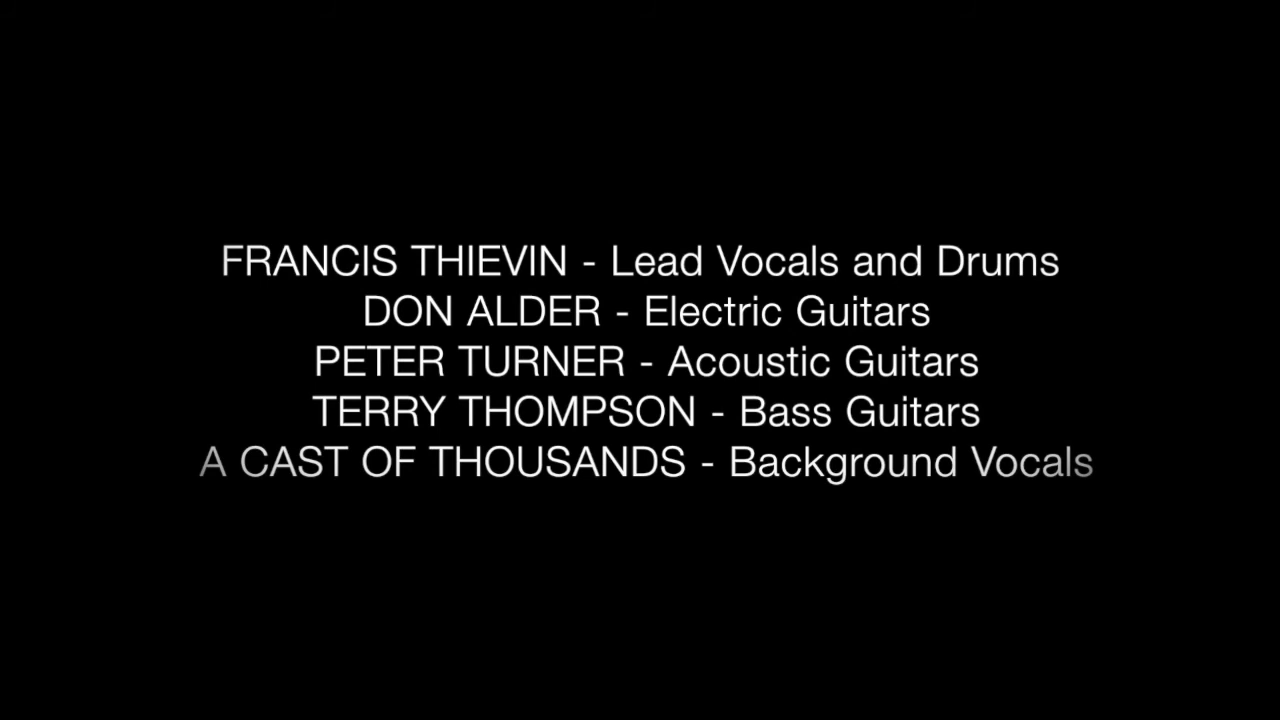 FRANCIS THIEVIN - Lead Vocals and Drums
DON ALDER - Electric Guitars
PETER TURNER - Acoustic Guitars
TERRY THOMPSON - Bass Guitars
A CAST OF THOUSANDS - Background Vocals